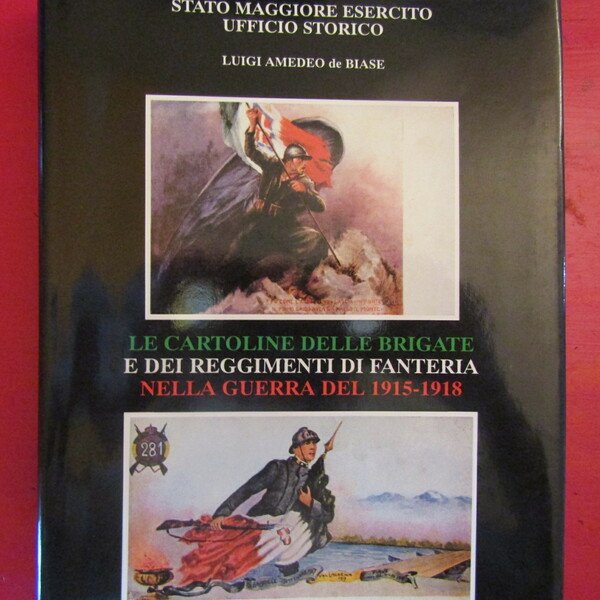 STATO MAGGIORE ESERCITO
UFFICIO STORICO
LUIGI AMEDEO de BIASE
LE CARTOLINE DELLE BRIGATE
E DEI REGGIMENTI DI FANTERIA
NELLA GUERRA DEL 1915-1918
281